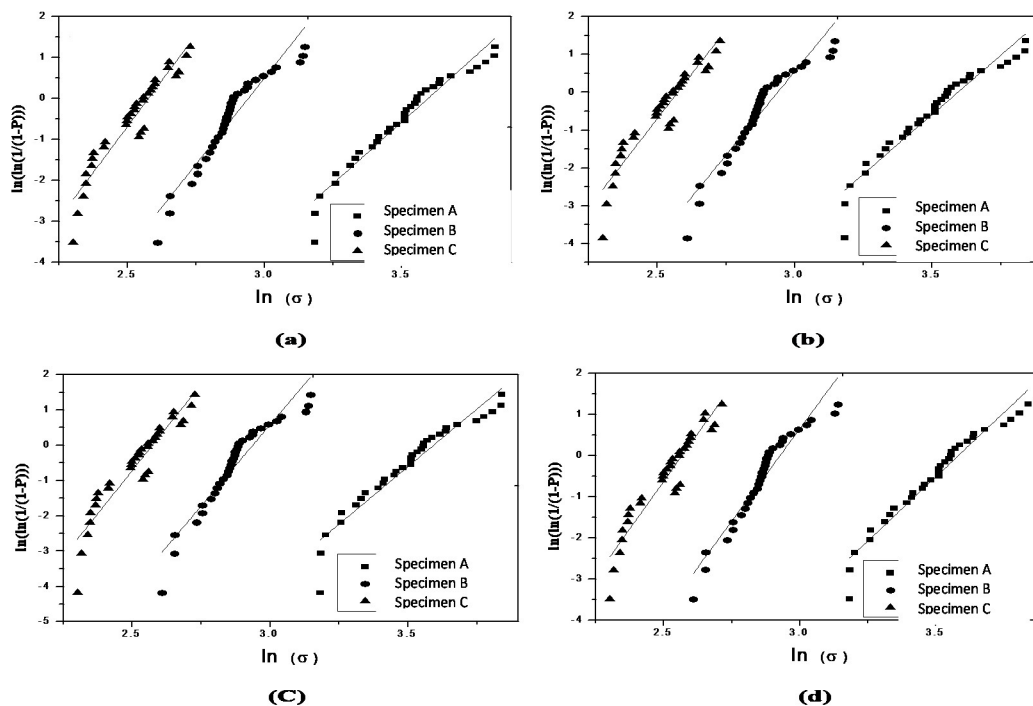 2
1
0
-1
-2
-3
-4
2.5
3.0
3.5
ln(ln(1/(1-P)))
ln (σ)
Specimen A
Specimen B
Specimen C
(a)
2
1
0
-1
-2
-3
-4
2.5
3.0
3.5
ln(ln(1/(1-P)))
ln (σ)
Specimen A
Specimen B
Specimen C
(b)
2
1
0
-1
-2
-3
-4
-5
2.5
3.0
3.5
ln(ln(1/(1-P)))
ln (σ)
Specimen A
Specimen B
Specimen C
(C)
2
1
0
-1
-2
-3
-4
2.5
3.0
3.5
ln(ln(1/(1-P)))
ln (σ)
Specimen A
Specimen B
Specimen C
(d)